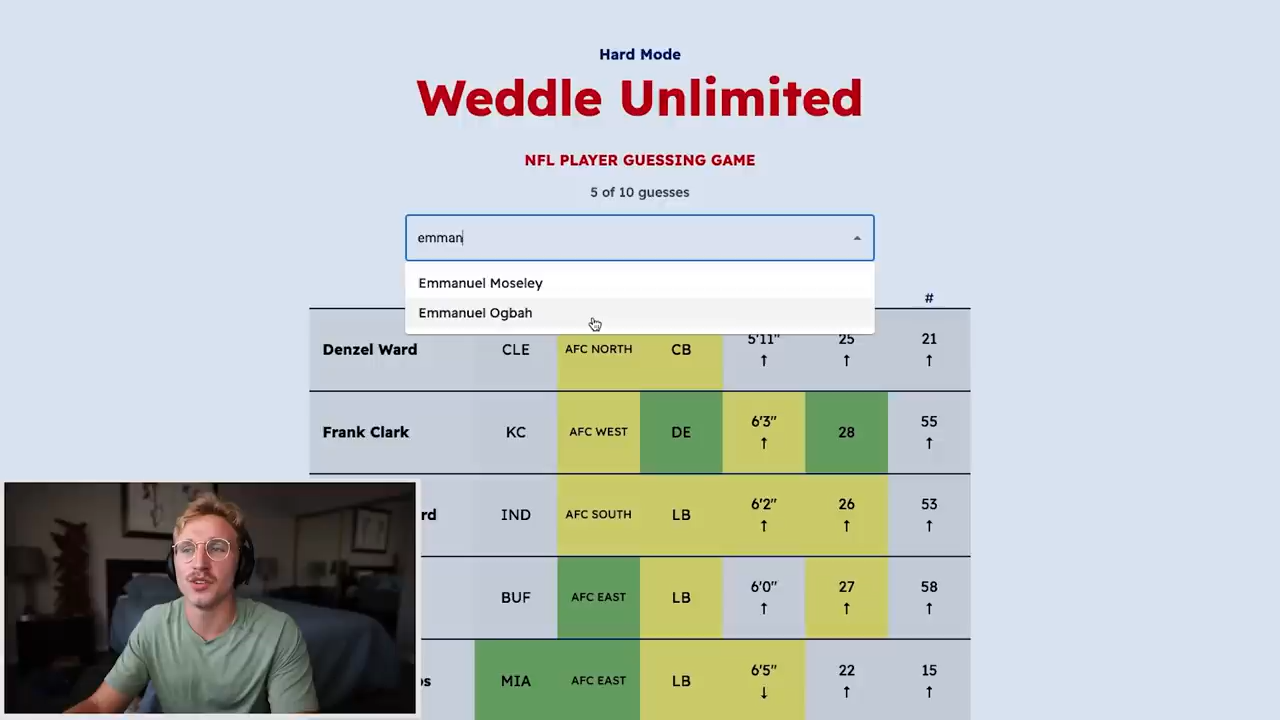 Hard Mode
Weddle Unlimited
NFL PLAYER GUESSING GAME
5 of 10 guesses
emman
Emmanuel Moseley
Emmanuel Ogbah
#
Denzel Ward CLE AFC NORTH CB 5'11" ↑ 25 ↑ 21 ↑
Frank Clark KC AFC WEST DE 6'3" ↑ 28 55 ↑
rd IND AFC SOUTH LB 6'2" ↑ 26 ↑ 53 ↑
BUF AFC EAST LB 6'0" ↑ 27 ↑ 58 ↑
os MIA AFC EAST LB 6'5" ↓ 22 ↑ 15 ↑